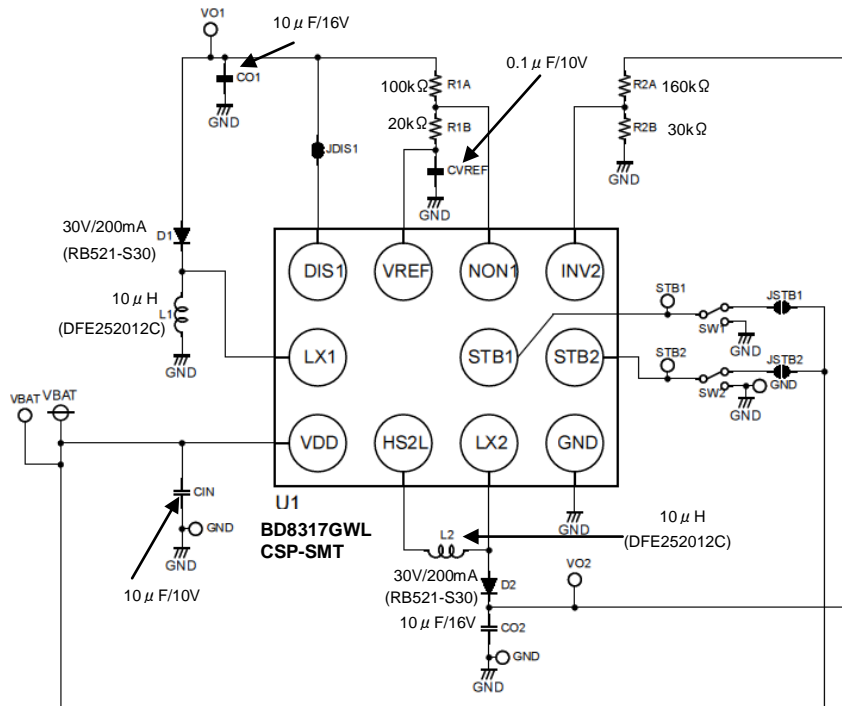 10μF/16V
VO1
CO1
GND
100kΩ R1A
20kΩ R1B
0.1μF/10V
CVREF
GND
R2A 160kΩ
R2B 30kΩ
GND
JDIS1
30V/200mA
D1
(RB521-S30)
10μH
L1
(DFE252012C)
GND
DIS1 VREF NON1 INV2
LX1 STB1 STB2
VDD HS2L LX2 GND
STB1
JSTB1
SW1
GND
STB2
JSTB2
SW2
GND
GND
VBAT VBAT
CIN
GND
GND
10μF/10V
U1
BD8317GWL
CSP-SMT
GND
L2
10μH
(DFE252012C)
30V/200mA
D2
(RB521-S30)
VO2
10μF/16V
CO2
GND
GND